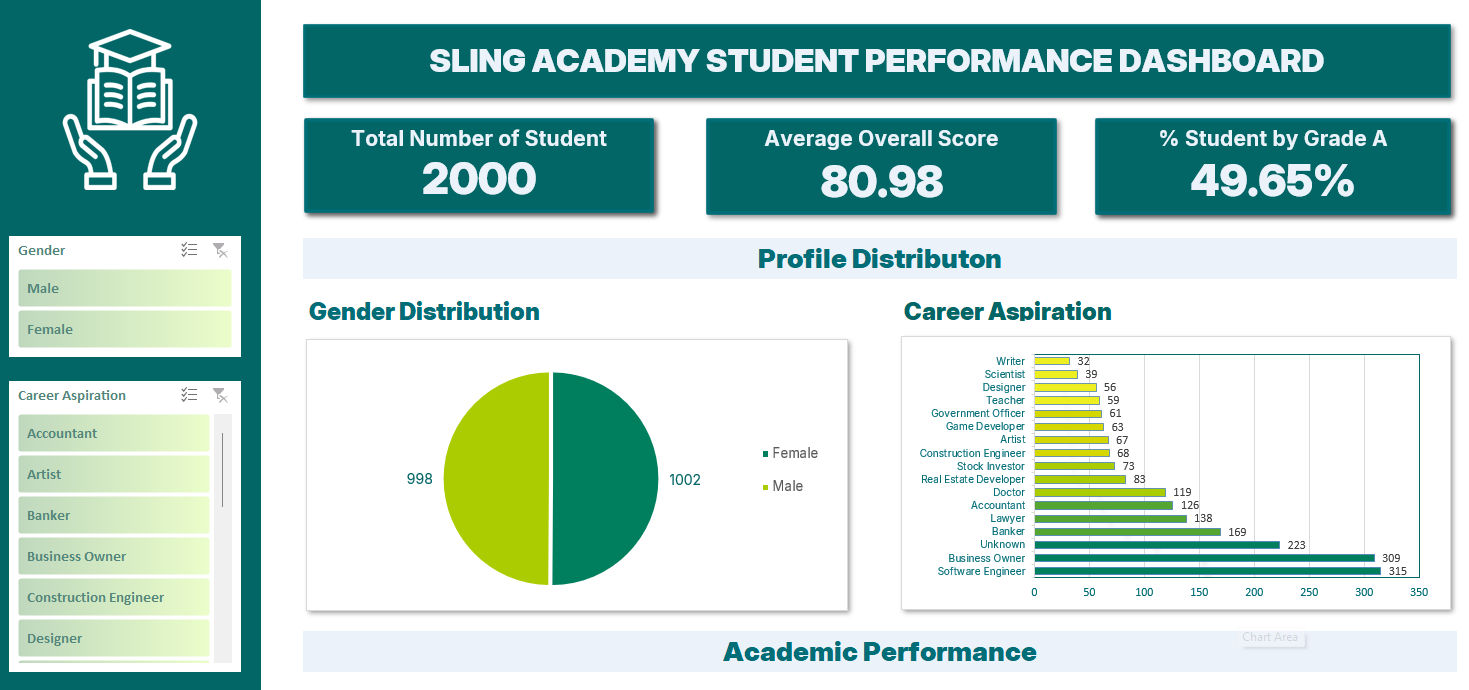 SLING ACADEMY STUDENT PERFORMANCE DASHBOARD
Total Number of Student
2000
Average Overall Score
80.98
% Student by Grade A
49.65%
Gender
Male
Female
Career Aspiration
Accountant
Artist
Banker
Business Owner
Construction Engineer
Designer
Profile Distributon
Gender Distribution
998
1002
Female
Male
Career Aspiration
Writer 32
Scientist 39
Designer 56
Teacher 59
Government Officer 61
Game Developer 63
Artist 67
Construction Engineer 68
Stock Investor 73
Real Estate Developer 83
Doctor 119
Accountant 126
Lawyer 138
Banker 169
Unknown 223
Business Owner 309
Software Engineer 315
0 50 100 150 200 250 300 350
Chart Area
Academic Performance